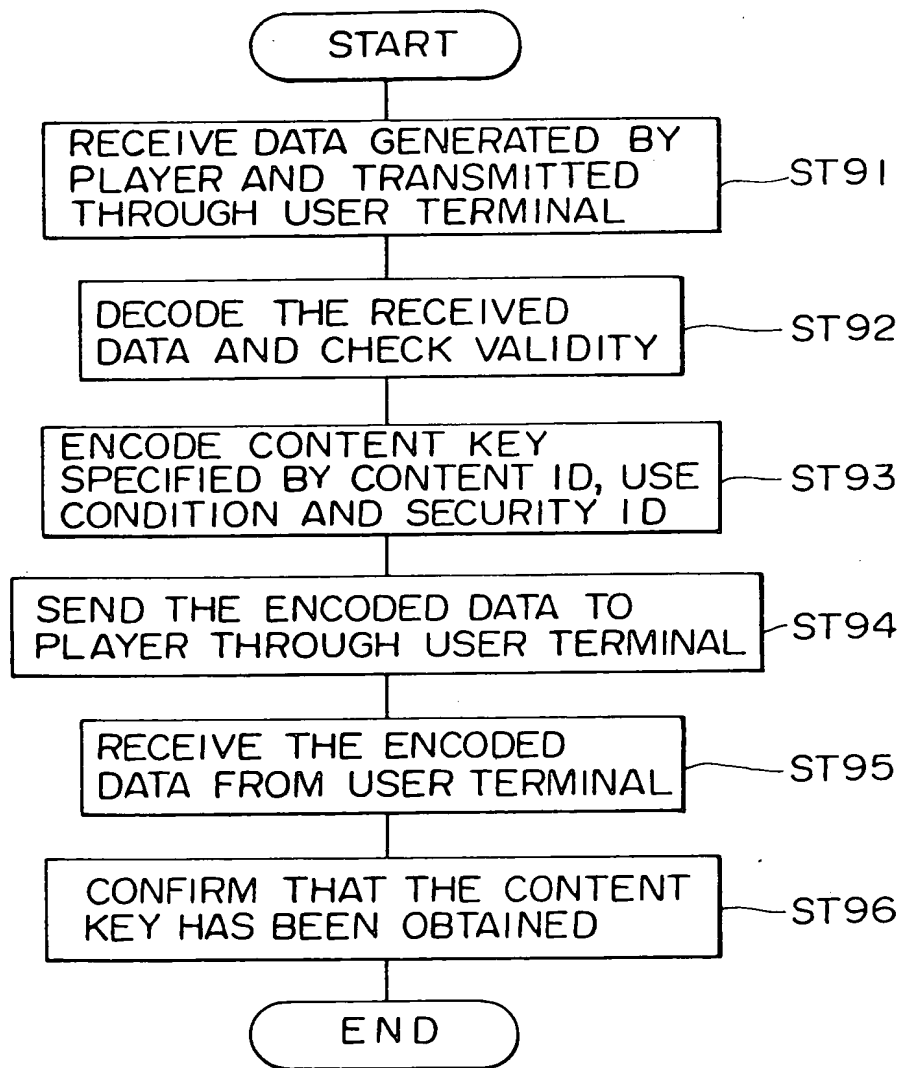 START
RECEIVE DATA GENERATED BY
PLAYER AND TRANSMITTED
THROUGH USER TERMINAL
ST91
DECODE THE RECEIVED
DATA AND CHECK VALIDITY
ST92
ENCODE CONTENT KEY
SPECIFIED BY CONTENT ID, USE
CONDITION AND SECURITY ID
ST93
SEND THE ENCODED DATA TO
PLAYER THROUGH USER TERMINAL
ST94
RECEIVE THE ENCODED
DATA FROM USER TERMINAL
ST95
CONFIRM THAT THE CONTENT
KEY HAS BEEN OBTAINED
ST96
END